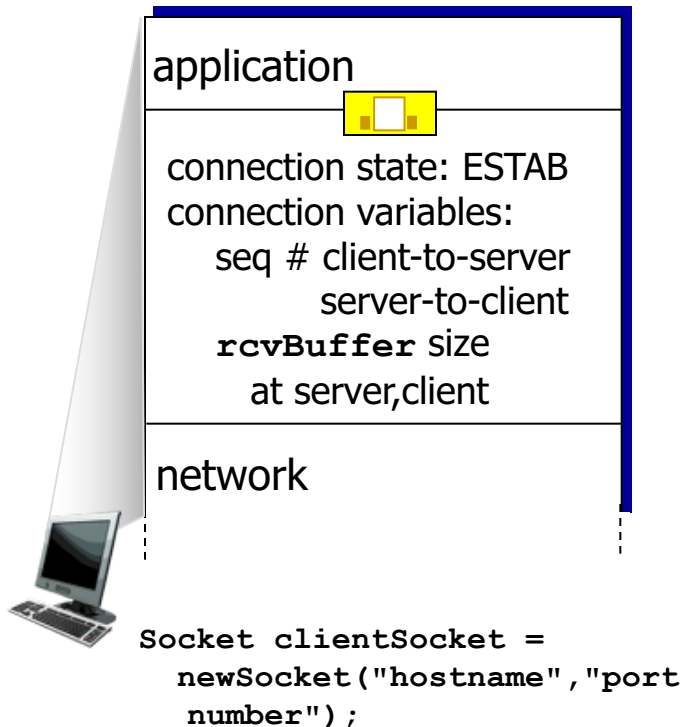 application
connection state: ESTAB
connection variables:
seq # client-to-server
server-to-client
rcvBuffer size
at server,client
network
Socket clientSocket =
newSocket("hostname","port
number");